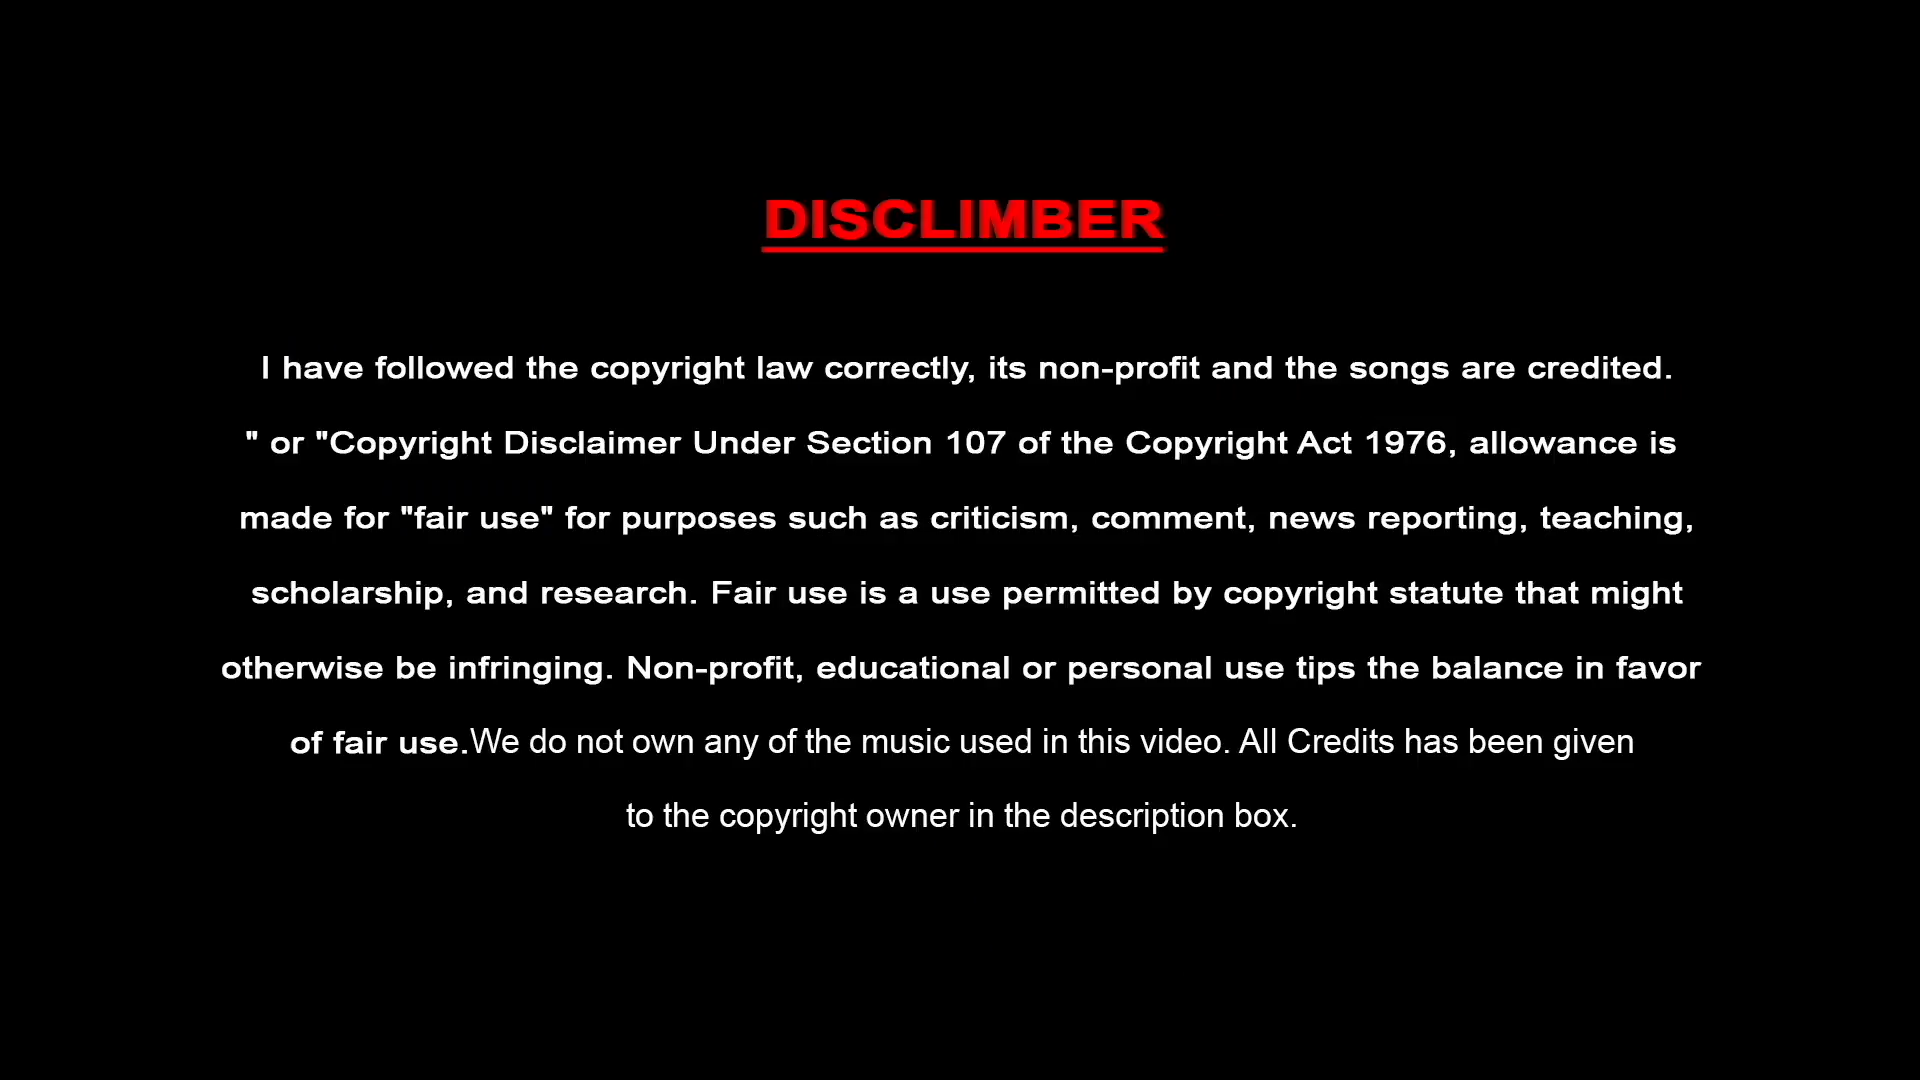 DISCLIMBER
I have followed the copyright law correctly, its non-profit and the songs are credited.
" or "Copyright Disclaimer Under Section 107 of the Copyright Act 1976, allowance is
made for "fair use" for purposes such as criticism, comment, news reporting, teaching,
scholarship, and research. Fair use is a use permitted by copyright statute that might
otherwise be infringing. Non-profit, educational or personal use tips the balance in favor
of fair use.We do not own any of the music used in this video. All Credits has been given
to the copyright owner in the description box.